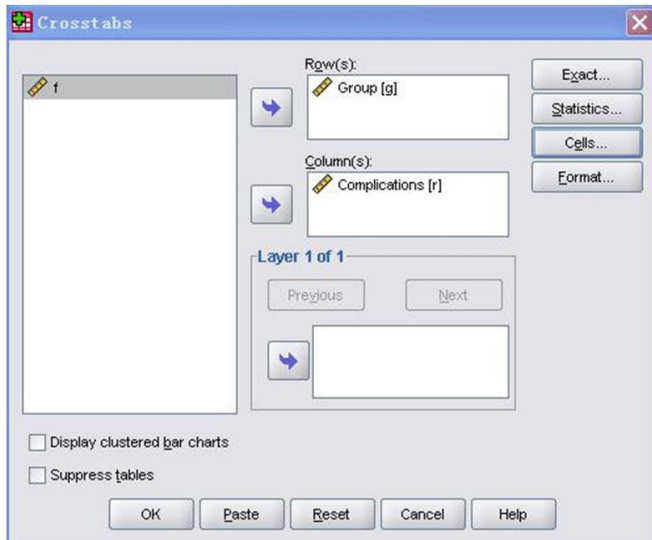 Crosstabs
f
Row(s):
Group [g]
Column(s):
Complications [r]
Layer 1 of 1
Previous
Next
Exact...
Statistics...
Cells...
Format...
Display clustered bar charts
Suppress tables
OK
Paste
Reset
Cancel
Help